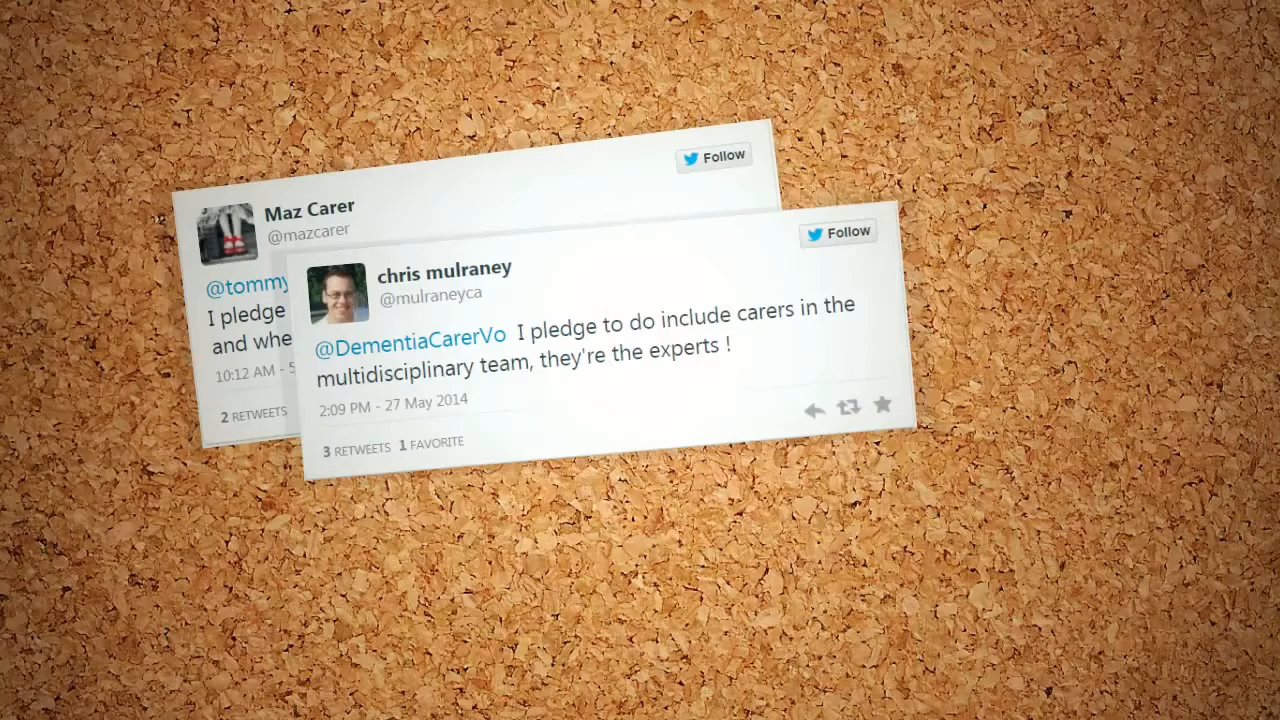 Follow
Maz Carer
@mazcarer
@tommy
I pledge
and whe
10:12 AM - 5
2 RETWEETS
Follow
chris mulraney
@mulraneyca
@DementiaCarerVo I pledge to do include carers in the
multidisciplinary team, they're the experts !
2:09 PM - 27 May 2014
3 RETWEETS 1 FAVORITE